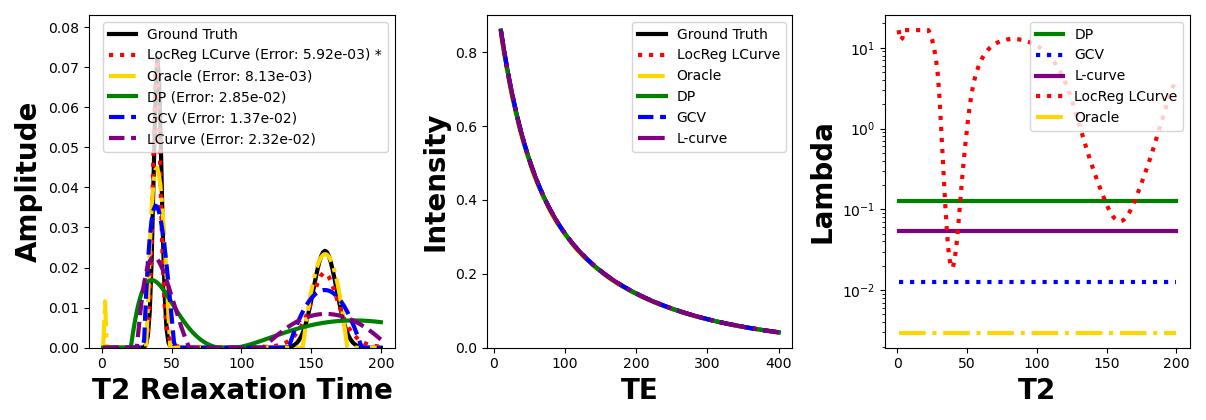 0.08
0.07
0.06
0.05
0.04
0.03
0.02
0.01
0.00
Amplitude
Ground Truth
LocReg LCurve (Error: 5.92e-03) *
Oracle (Error: 8.13e-03)
DP (Error: 2.85e-02)
GCV (Error: 1.37e-02)
LCurve (Error: 2.32e-02)
0
50
100
150
200
T2 Relaxation Time
0.8
0.6
0.4
0.2
0.0
Intensity
Ground Truth
LocReg LCurve
Oracle
DP
GCV
L-curve
0
100
200
300
400
TE
10¹
10⁰
10⁻¹
10⁻²
Lambda
DP
GCV
L-curve
LocReg LCurve
Oracle
0
50
100
150
200
T2